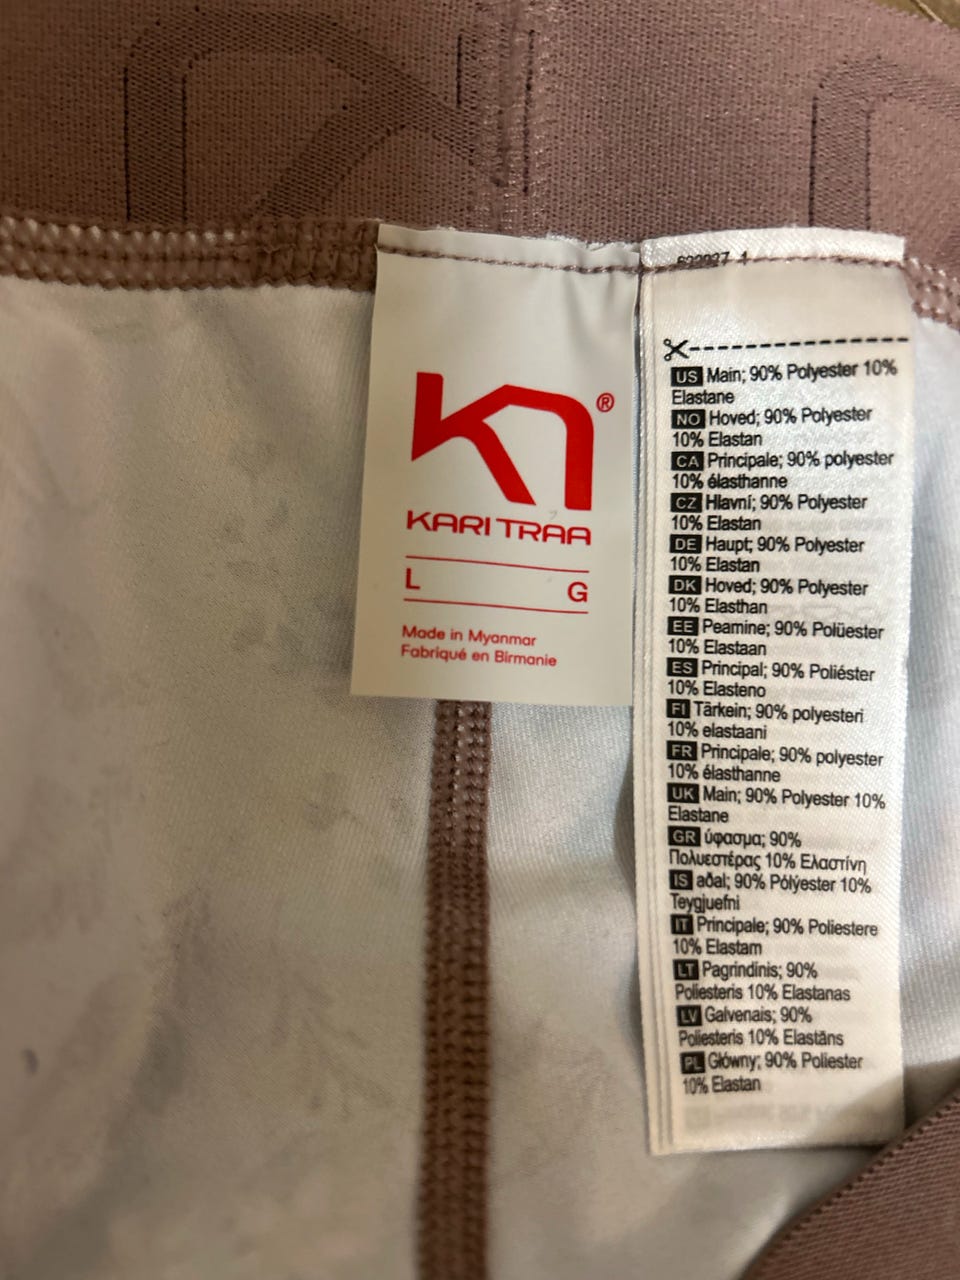 KARI TRAA
®
L G
Made in Myanmar
Fabriqué en Birmanie
US Main; 90% Polyester 10%
Elastane
NO Hoved; 90% Polyester
10% Elastan
CA Principale; 90% polyester
10% élasthanne
CZ Hlavní; 90% Polyester
10% Elastan
DE Haupt; 90% Polyester
10% Elastan
DK Hoved; 90% Polyester
10% Elasthan
EE Peamine; 90% Polüester
10% Elastaan
ES Principal; 90% Poliéster
10% Elasteno
FI Tärkein; 90% polyesteri
10% elastaani
FR Principale; 90% polyester
10% élasthanne
UK Main; 90% Polyester 10%
Elastane
GR ύφασμα; 90%
Πολυεστέρας 10% Ελαστίνη
IS aðal; 90% Pólýester 10%
Teygjuefni
IT Principale; 90% Poliestere
10% Elastam
LT Pagrindinis; 90%
Poliesteris 10% Elastanas
LV Galvenais; 90%
Poliesteris 10% Elastāns
PL Główny; 90% Poliester
10% Elastan